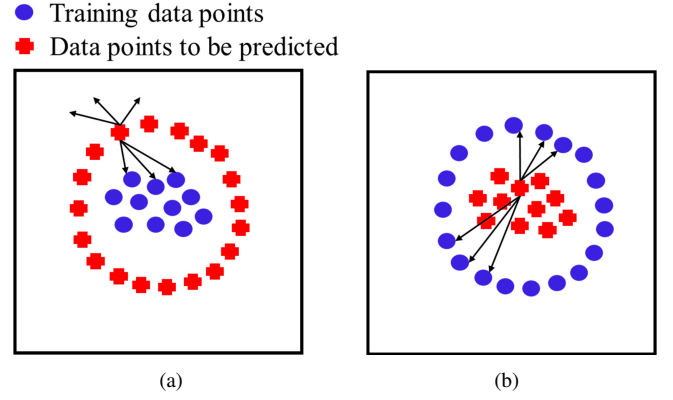 Training data points
Data points to be predicted
(a)
(b)